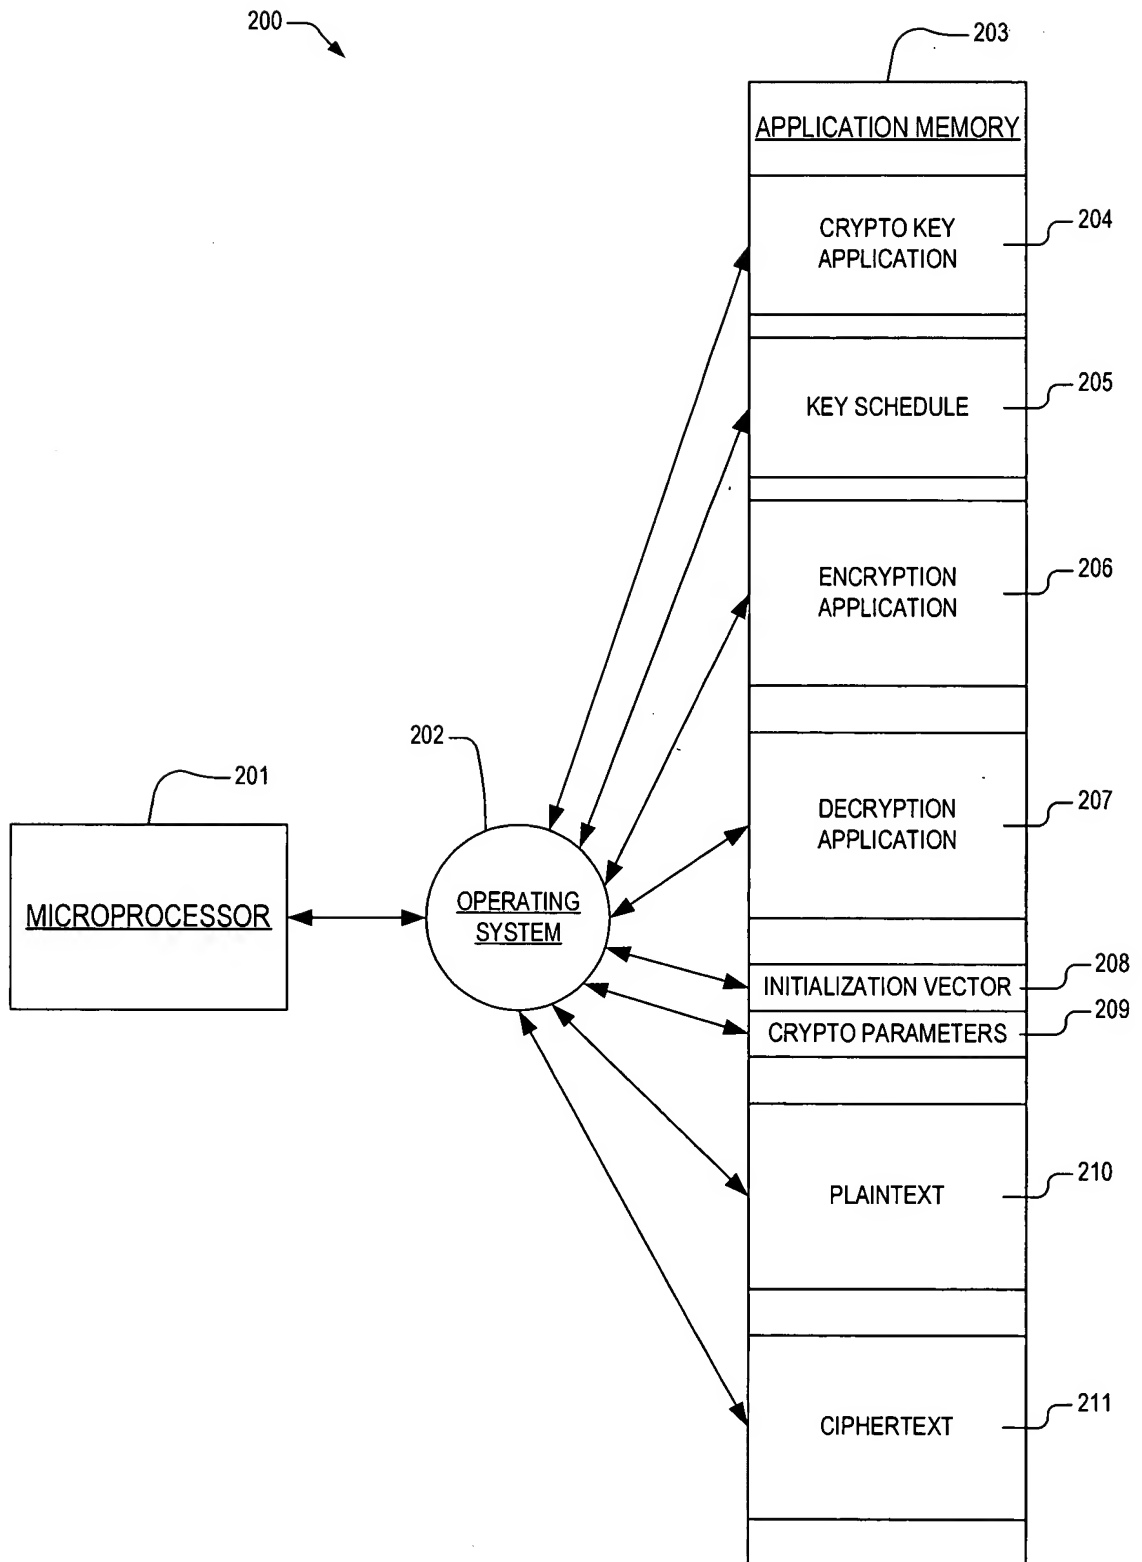 200
203
APPLICATION MEMORY
CRYPTO KEY
APPLICATION
204
KEY SCHEDULE
205
ENCRYPTION
APPLICATION
206
202
201
DECRYPTION
APPLICATION
207
MICROPROCESSOR
OPERATING
SYSTEM
INITIALIZATION VECTOR
208
CRYPTO PARAMETERS
209
PLAINTEXT
210
CIPHERTEXT
211